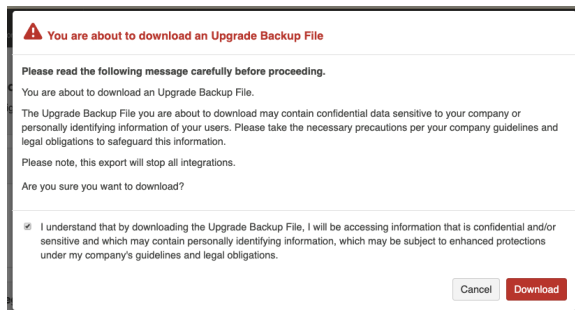 You are about to download an Upgrade Backup File
Please read the following message carefully before proceeding.
You are about to download an Upgrade Backup File.
The Upgrade Backup File you are about to download may contain confidential data sensitive to your company or
personally identifying information of your users. Please take the necessary precautions per your company guidelines and
legal obligations to safeguard this information.
Please note, this export will stop all integrations.
Are you sure you want to download?
I understand that by downloading the Upgrade Backup File, I will be accessing information that is confidential and/or
sensitive and which may contain personally identifying information, which may be subject to enhanced protections
under my company's guidelines and legal obligations.
Cancel Download